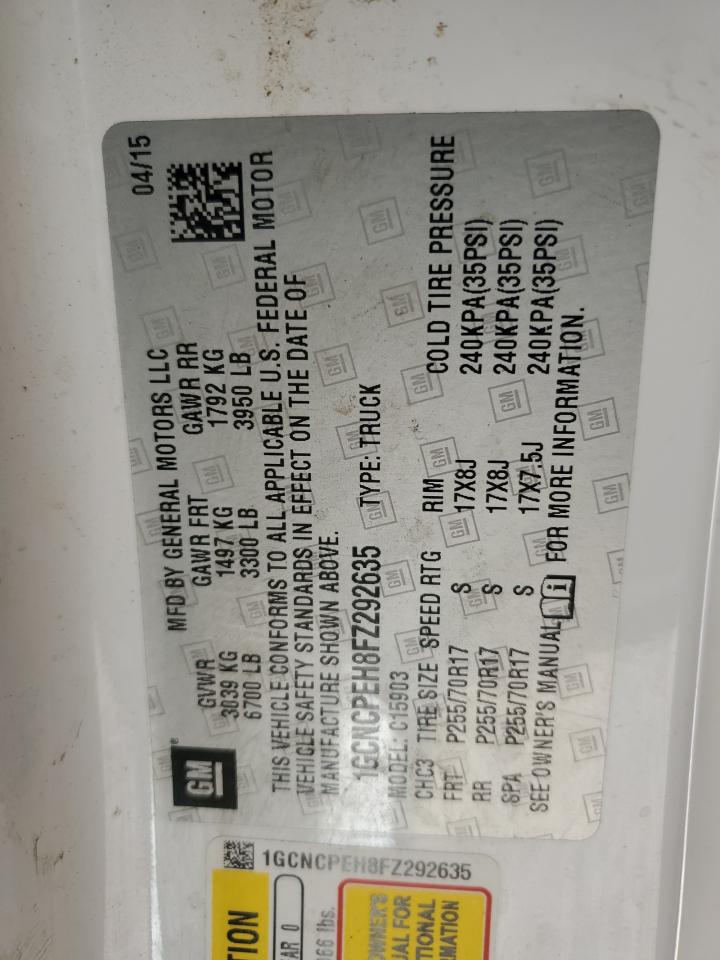 04/15
MFD BY GENERAL MOTORS LLC
GM
GVWR GAWR FRT GAWR RR
3039 KG 1497 KG 1792 KG
6700 LB 3300 LB 3950 LB
THIS VEHICLE CONFORMS TO ALL APPLICABLE U.S. FEDERAL MOTOR
VEHICLE SAFETY STANDARDS IN EFFECT ON THE DATE OF
MANUFACTURE SHOWN ABOVE.
1GCNCPEH8FZ292635 TYPE: TRUCK
MODEL: C15903
CHC3 TIRE SIZE SPEED RTG RIM COLD TIRE PRESSURE
FRT P255/70R17 S 17X8J 240KPA(35PSI)
RR P255/70R17 S 17X8J 240KPA(35PSI)
SPA P255/70R17 S 17X7.5J 240KPA(35PSI)
SEE OWNER'S MANUAL i FOR MORE INFORMATION.
1GCNCPEH8FZ292635
TION
AR 0
66 lbs.
OWNER'S
UAL FOR
TIONAL
RMATION